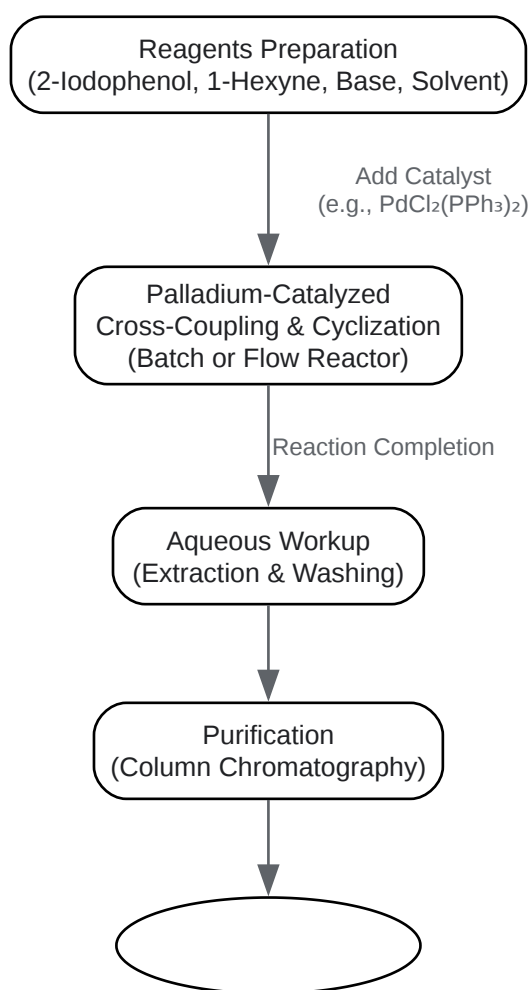 Reagents Preparation
(2-Iodophenol, 1-Hexyne, Base, Solvent)
Add Catalyst
(e.g., PdCl₂(PPh₃)₂)
Palladium-Catalyzed
Cross-Coupling & Cyclization
(Batch or Flow Reactor)
Reaction Completion
Aqueous Workup
(Extraction & Washing)
Purification
(Column Chromatography)